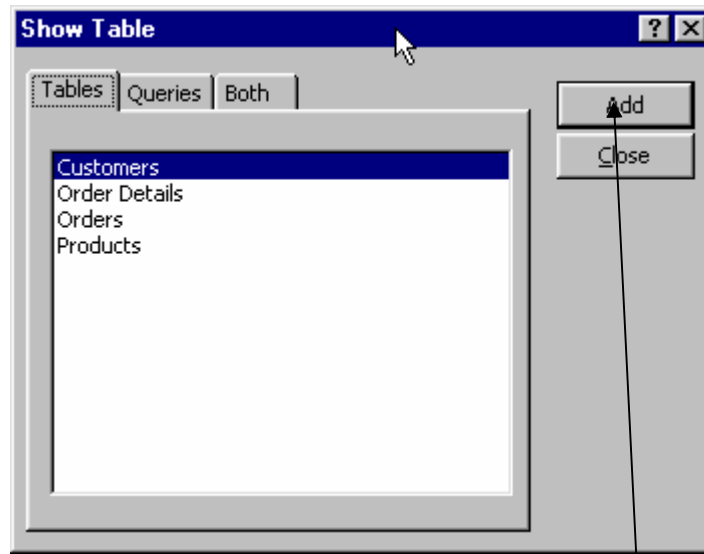 Show Table
Tables Queries Both
Add
Close
Customers
Order Details
Orders
Products